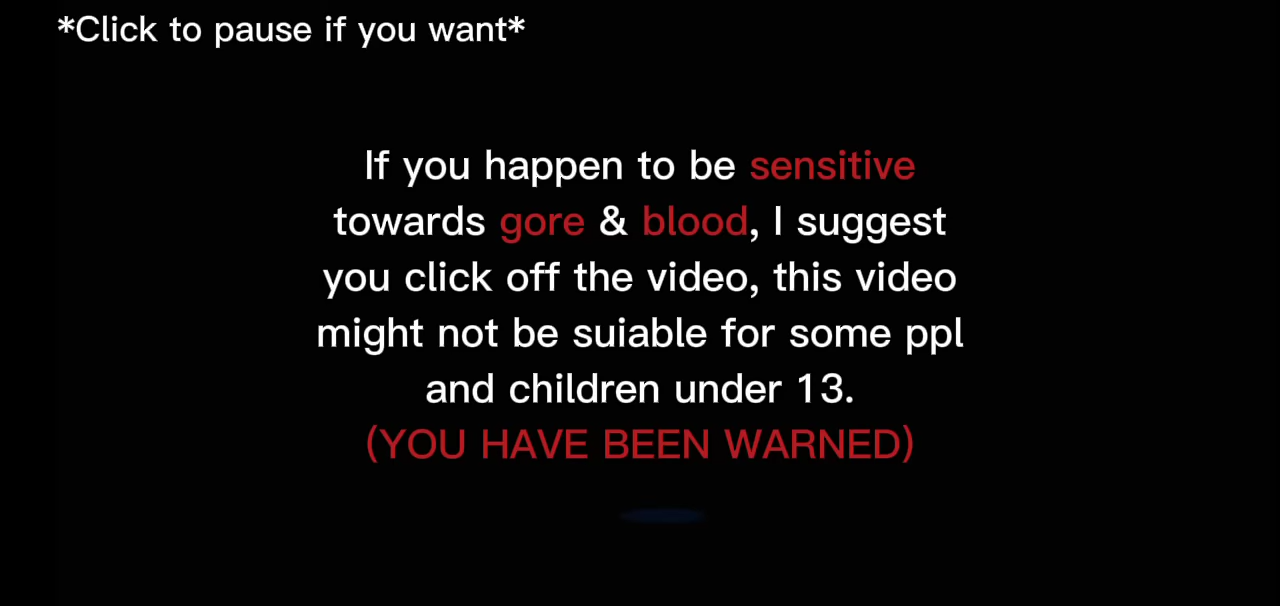 *Click to pause if you want*
If you happen to be sensitive
towards gore & blood, I suggest
you click off the video, this video
might not be suiable for some ppl
and children under 13.
(YOU HAVE BEEN WARNED)